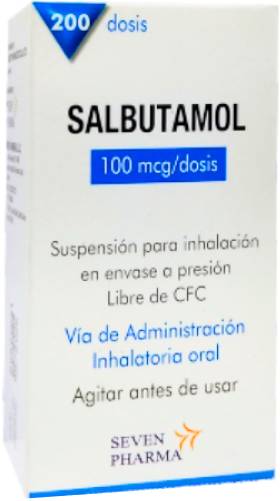 200 dosis
SALBUTAMOL
100 mcg/dosis
Suspensión para inhalación
en envase a presión
Libre de CFC
Vía de Administración
Inhalatoria oral
Agitar antes de usar
SEVEN
PHARMA